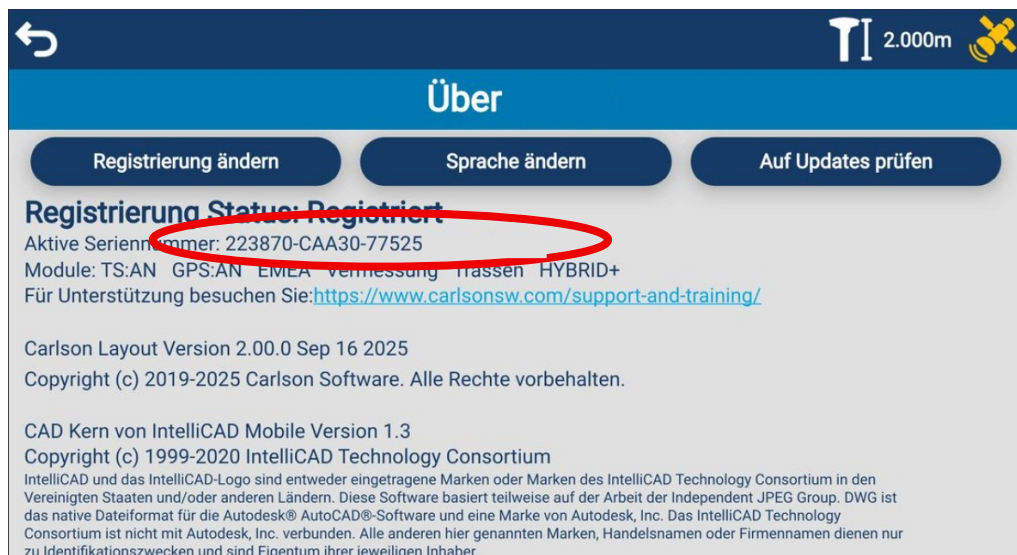 2.000m
Über
Registrierung ändern Sprache ändern Auf Updates prüfen
Registrierung Status: Registriert
Aktive Seriennummer: 223870-CAA30-77525
Module: TS:AN GPS:AN EMEA Vermessung Trassen HYBRID+
Für Unterstützung besuchen Sie:https://www.carlsonsw.com/support-and-training/
Carlson Layout Version 2.00.0 Sep 16 2025
Copyright (c) 2019-2025 Carlson Software. Alle Rechte vorbehalten.
CAD Kern von IntelliCAD Mobile Version 1.3
Copyright (c) 1999-2020 IntelliCAD Technology Consortium
IntelliCAD und das IntelliCAD-Logo sind entweder eingetragene Marken oder Marken des IntelliCAD Technology Consortium in den
Vereinigten Staaten und/oder anderen Ländern. Diese Software basiert teilweise auf der Arbeit der Independent JPEG Group. DWG ist
das native Dateiformat für die Autodesk® AutoCAD®-Software und eine Marke von Autodesk, Inc. Das IntelliCAD Technology
Consortium ist nicht mit Autodesk, Inc. verbunden. Alle anderen hier genannten Marken, Handelsnamen oder Firmennamen dienen nur
zu Identifikationszwecken und sind Eigentum ihrer jeweiligen Inhaber.